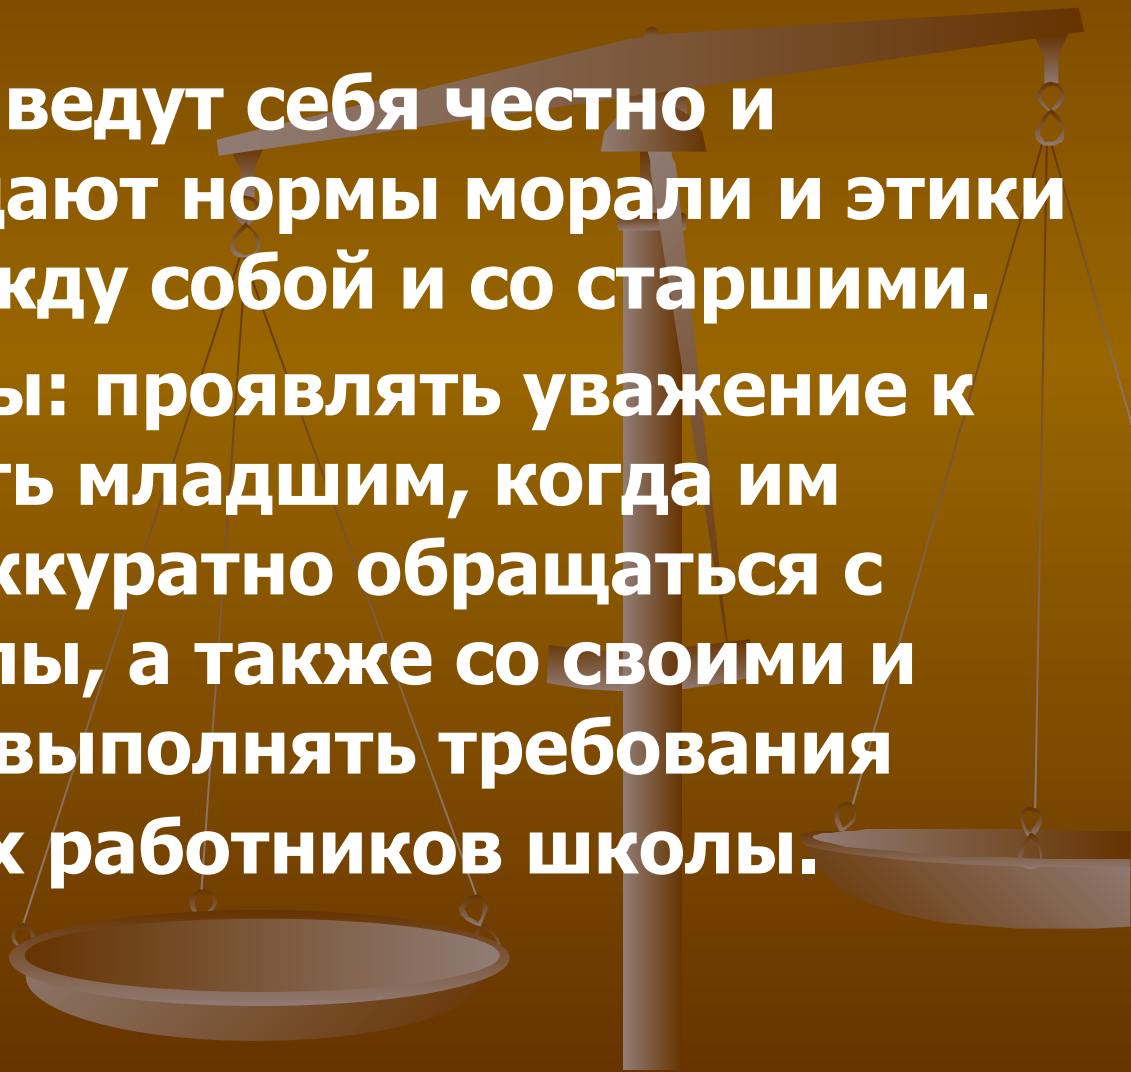 ведут себя честно и
дают нормы морали и этики
жду собой и со старшими.
ы: проявлять уважение к
ть младшим, когда им
ккуратно обращаться с
лы, а также со своими и
выполнять требования
х работников школы.